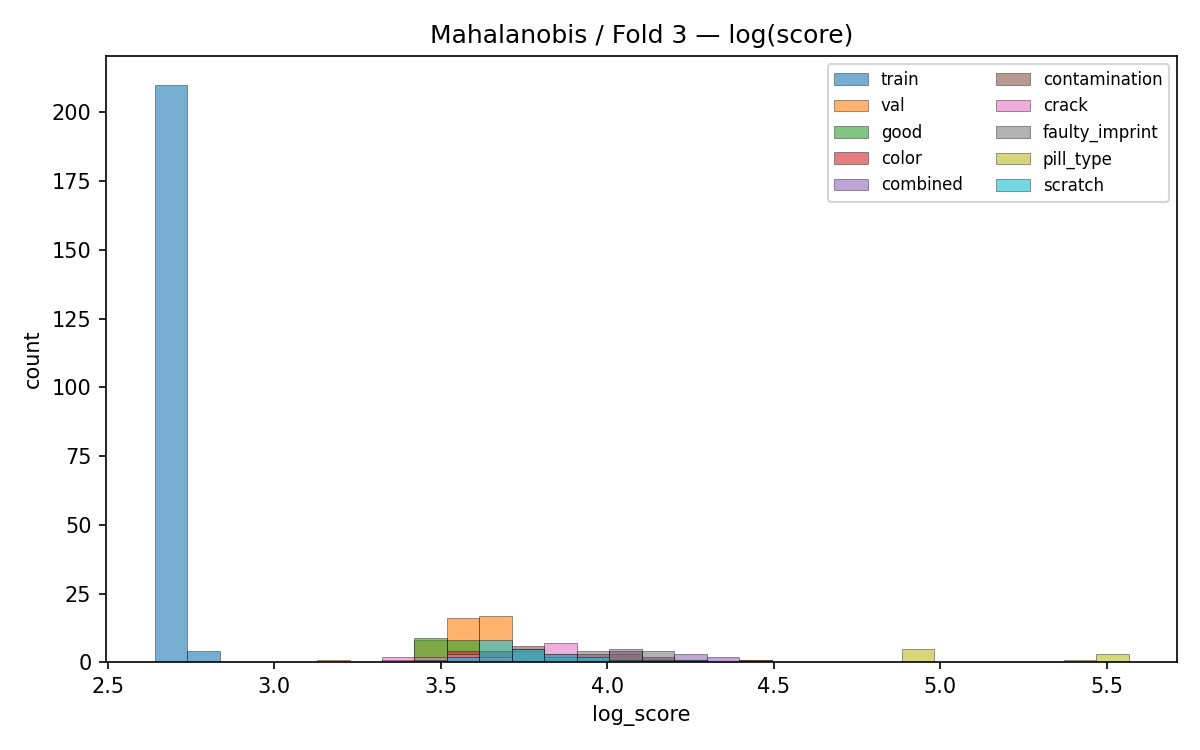 Mahalanobis / Fold 3 — log(score)
train
val
good
color
combined
contamination
crack
faulty_imprint
pill_type
scratch
count
200
175
150
125
100
75
50
25
0
2.5 3.0 3.5 4.0 4.5 5.0 5.5
log_score